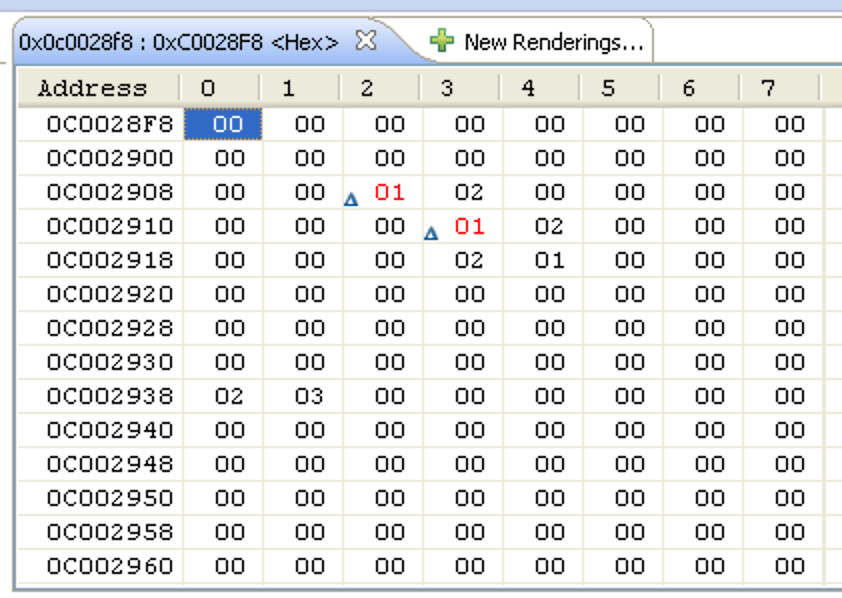 0x0c0028f8 : 0xC0028F8 <Hex> New Renderings...
Address 0 1 2 3 4 5 6 7
0C0028F8 00 00 00 00 00 00 00 00
0C002900 00 00 00 00 00 00 00 00
0C002908 00 00 01 02 00 00 00 00
0C002910 00 00 00 01 02 00 00 00
0C002918 00 00 00 02 01 00 00 00
0C002920 00 00 00 00 00 00 00 00
0C002928 00 00 00 00 00 00 00 00
0C002930 00 00 00 00 00 00 00 00
0C002938 02 03 00 00 00 00 00 00
0C002940 00 00 00 00 00 00 00 00
0C002948 00 00 00 00 00 00 00 00
0C002950 00 00 00 00 00 00 00 00
0C002958 00 00 00 00 00 00 00 00
0C002960 00 00 00 00 00 00 00 00